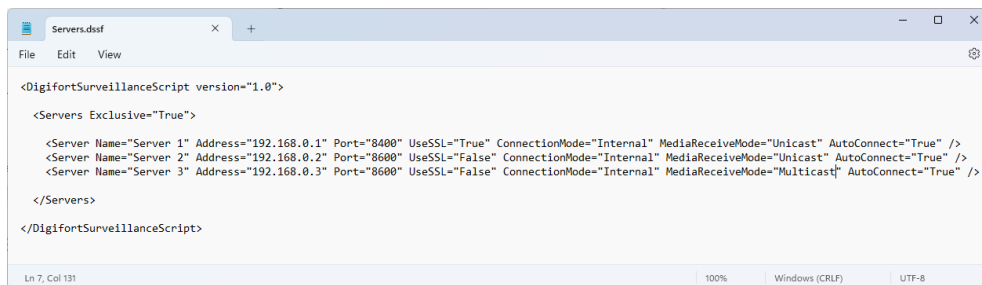 Servers.dssf
File Edit View
<DigifortSurveillanceScript version="1.0">
<Servers Exclusive="True">
<Server Name="Server 1" Address="192.168.0.1" Port="8400" UseSSL="True" ConnectionMode="Internal" MediaReceiveMode="Unicast" AutoConnect="True" />
<Server Name="Server 2" Address="192.168.0.2" Port="8600" UseSSL="False" ConnectionMode="Internal" MediaReceiveMode="Unicast" AutoConnect="True" />
<Server Name="Server 3" Address="192.168.0.3" Port="8600" UseSSL="False" ConnectionMode="Internal" MediaReceiveMode="Multicast" AutoConnect="True" />
</Servers>
</DigifortSurveillanceScript>
Ln 7, Col 131 100% Windows (CRLF) UTF-8